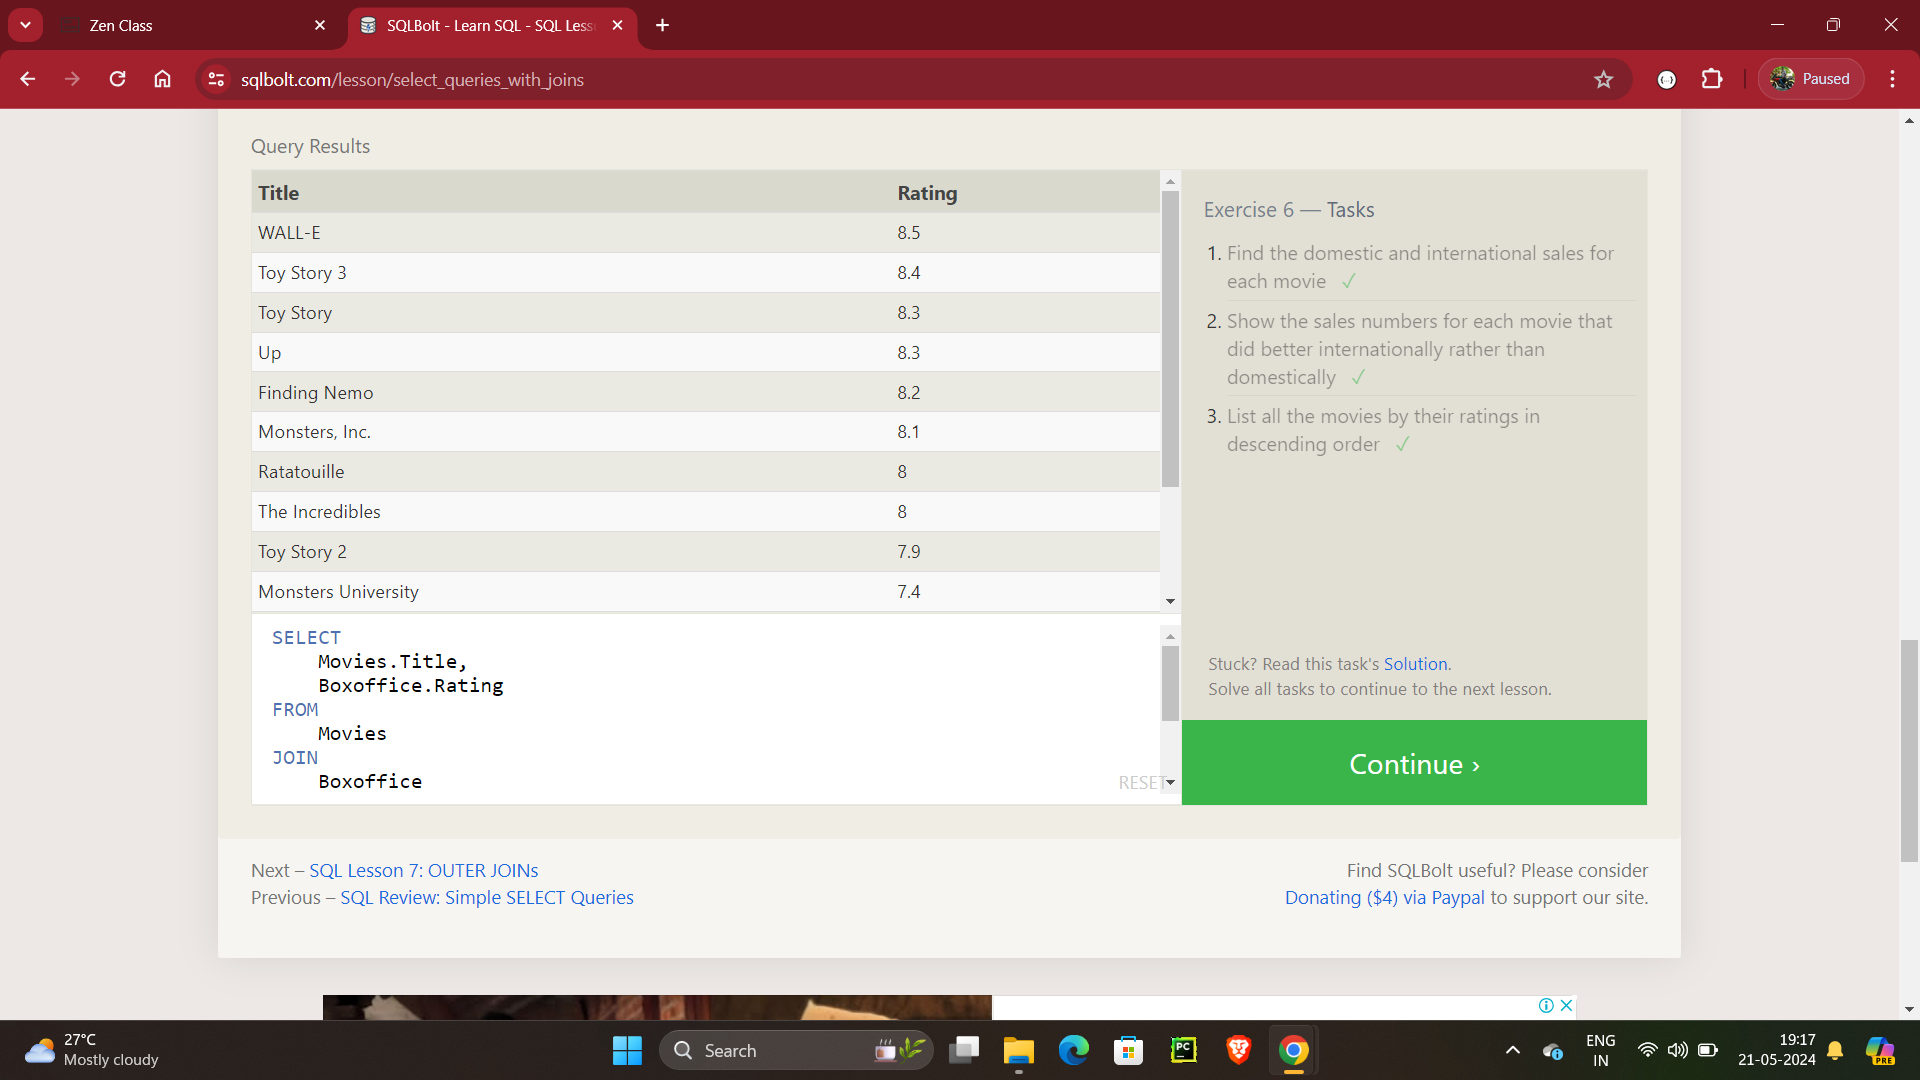 Zen Class
SQLBolt - Learn SQL - SQL Less
sqlbolt.com/lesson/select_queries_with_joins
Paused
Query Results
Title Rating
WALL-E 8.5
Toy Story 3 8.4
Toy Story 8.3
Up 8.3
Finding Nemo 8.2
Monsters, Inc. 8.1
Ratatouille 8
The Incredibles 8
Toy Story 2 7.9
Monsters University 7.4
SELECT
Movies.Title,
Boxoffice.Rating
FROM
Movies
JOIN
Boxoffice
RESET
Exercise 6 — Tasks
1. Find the domestic and international sales for
each movie ✓
2. Show the sales numbers for each movie that
did better internationally rather than
domestically ✓
3. List all the movies by their ratings in
descending order ✓
Stuck? Read this task's Solution.
Solve all tasks to continue to the next lesson.
Continue ›
Next – SQL Lesson 7: OUTER JOINs
Previous – SQL Review: Simple SELECT Queries
Find SQLBolt useful? Please consider
Donating ($4) via Paypal to support our site.
27°C
Mostly cloudy
Search
PC
ENG
IN
19:17
21-05-2024
PRE